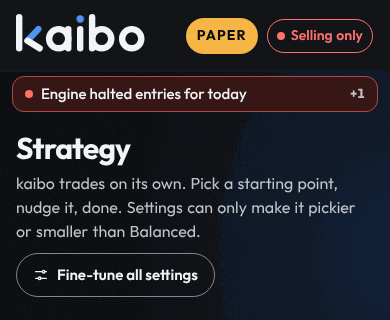 kaibo
PAPER
Selling only
Engine halted entries for today
+1
Strategy
kaibo trades on its own. Pick a starting point,
nudge it, done. Settings can only make it pickier
or smaller than Balanced.
Fine-tune all settings